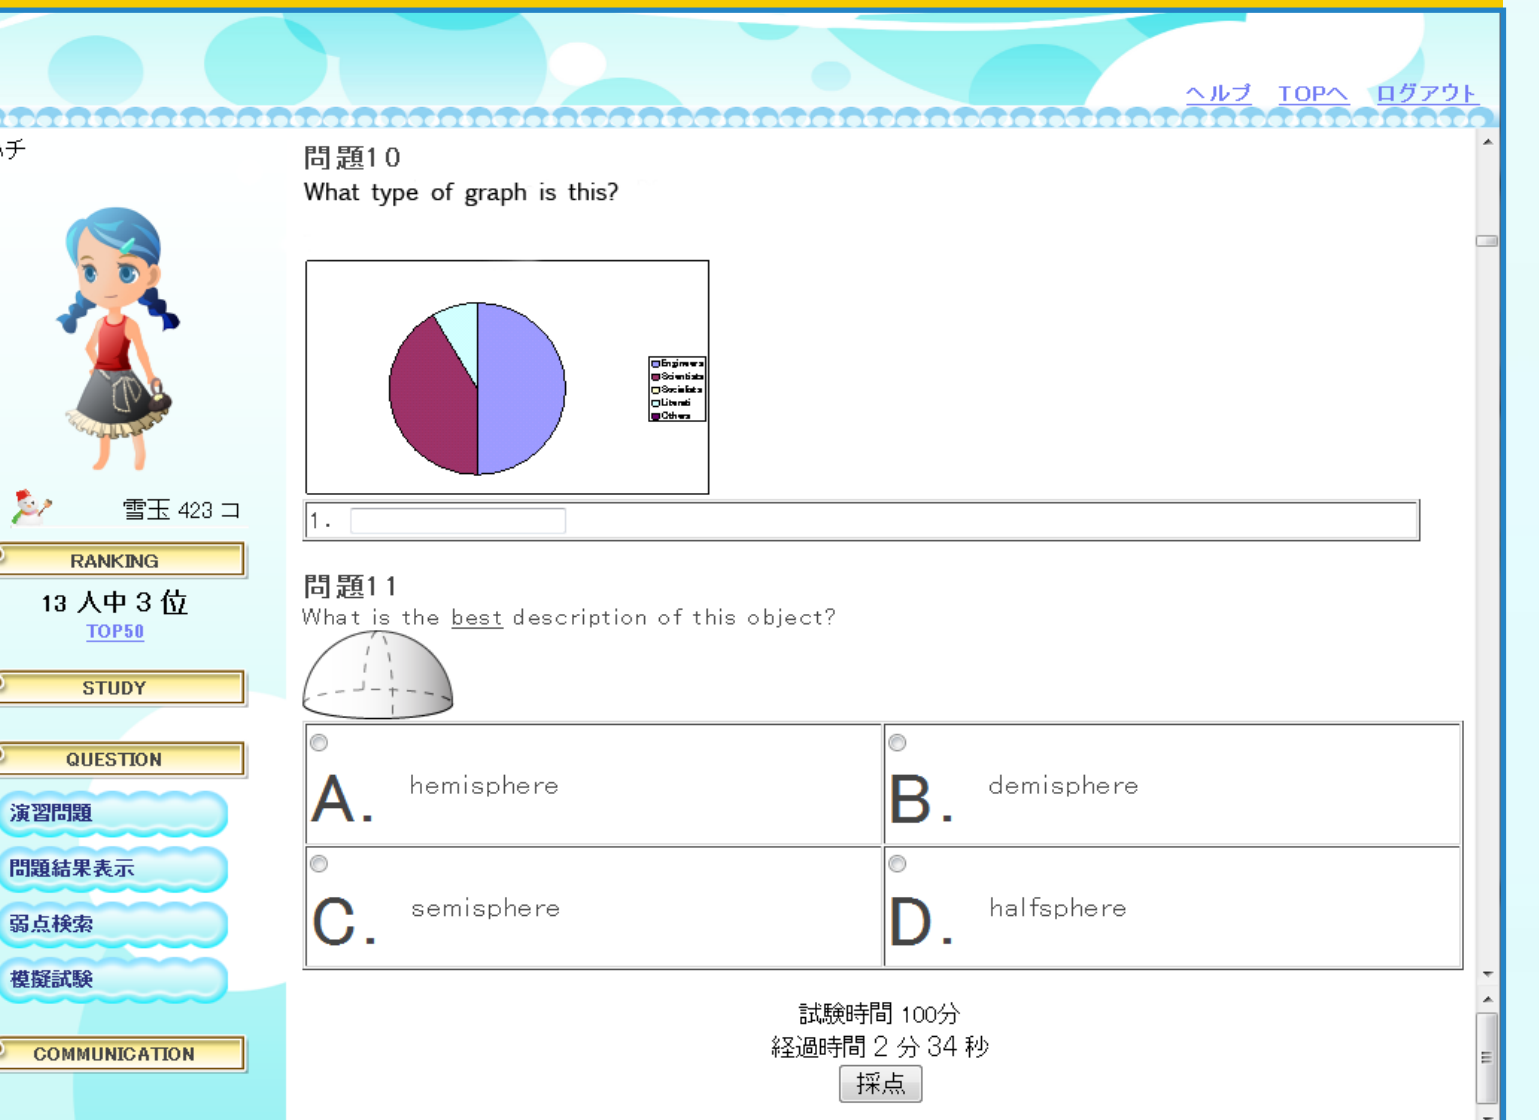 ヘルプ TOPへ ログアウト
チ
雪玉 423 コ
RANKING
13 人中 3 位
TOP50
STUDY
QUESTION
演習問題
問題結果表示
弱点検索
模擬試験
COMMUNICATION
問題10
What type of graph is this?
Engineers
Scientists
Socialists
Literati
Others
1.
問題11
What is the best description of this object?
A. hemisphere
B. demisphere
C. semisphere
D. halfsphere
試験時間 100分
経過時間 2 分 34 秒
採点